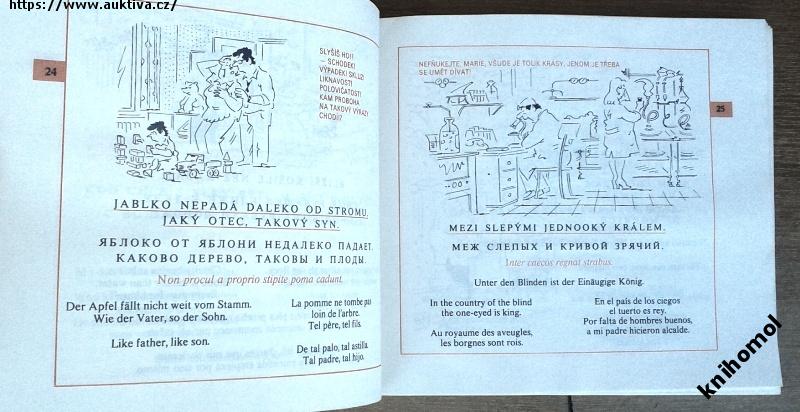 https://www.auktiva.cz/
24
SLYŠÍŠ HO!!
– SCHODEK!
VÝPADEK! SKLUZ!
LIKNAVOST!
POLOVIČATOST!
KAM PROBOHA
NA TAKOVÝ VÝRAZY
CHODÍ?
JABLKO NEPADÁ DALEKO OD STROMU.
JAKÝ OTEC, TAKOVÝ SYN.
ЯБЛОКО ОТ ЯБЛОНИ НЕДАЛЕКО ПАДАЕТ.
КАКОВО ДЕРЕВО, ТАКОВЫ И ПЛОДЫ.
Non procul a proprio stipite poma cadunt.
Der Apfel fällt nicht weit vom Stamm.
Wie der Vater, so der Sohn.
Like father, like son.
La pomme ne tombe pas
loin de l'arbre.
Tel père, tel fils.
De tal palo, tal astilla.
Tal padre, tal hijo.
NEFŇUKEJTE, MARIE, VŠUDE JE TOLIK KRÁSY, JENOM JE TŘEBA
SE UMĚT DÍVAT!
25
MEZI SLEPÝMI JEDNOOKÝ KRÁLEM.
МЕЖ СЛЕПЫХ И КРИВОЙ ЗРЯЧИЙ.
Inter caecos regnat strabus.
Unter den Blinden ist der Einäugige König.
In the country of the blind
the one-eyed is king.
Au royaume des aveugles,
les borgnes sont rois.
En el país de los ciegos
el tuerto es rey.
Por falta de hombres buenos,
a mi padre hicieron alcalde.
knihomol